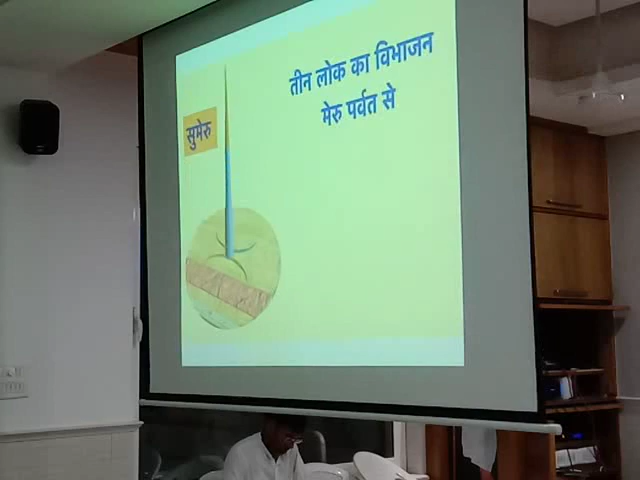 तीन लोक का विभाजन
मेरु पर्वत से
सुमेरु